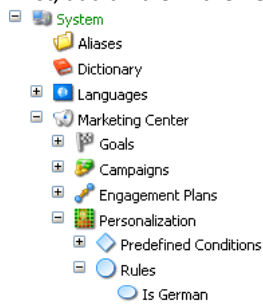 System
Aliases
Dictionary
Languages
Marketing Center
Goals
Campaigns
Engagement Plans
Personalization
Predefined Conditions
Rules
Is German